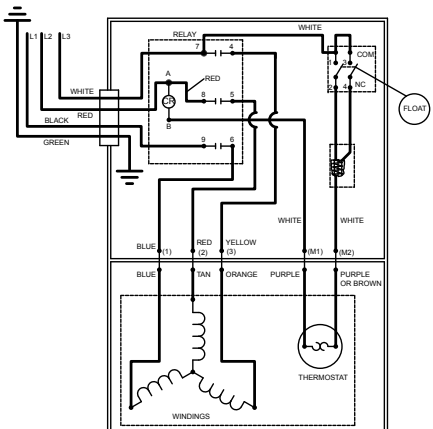 WHITE
RELAY
L1 L2 L3
7 4
1 3 COM
A
RED
WHITE
CR
8 5
2 4 NC
FLOAT
RED
B
BLACK
9 6
GREEN
WHITE WHITE
BLUE (1) RED (2) YELLOW (3) (M1) (M2)
BLUE TAN ORANGE PURPLE PURPLE OR BROWN
THERMOSTAT
WINDINGS